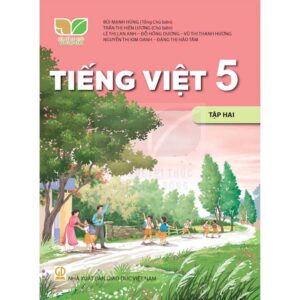 BÙI MẠNH HÙNG (Tổng Chủ biên)
TRẦN THỊ HIỀN LƯƠNG (Chủ biên)
LÊ THỊ LAN ANH – ĐỖ HỒNG DƯƠNG – VŨ THỊ THANH HƯƠNG
NGUYỄN THỊ KIM OANH – ĐẶNG THỊ HẢO TÂM
TIẾNG VIỆT 5
TẬP HAI
NHÀ XUẤT BẢN GIÁO DỤC VIỆT NAM